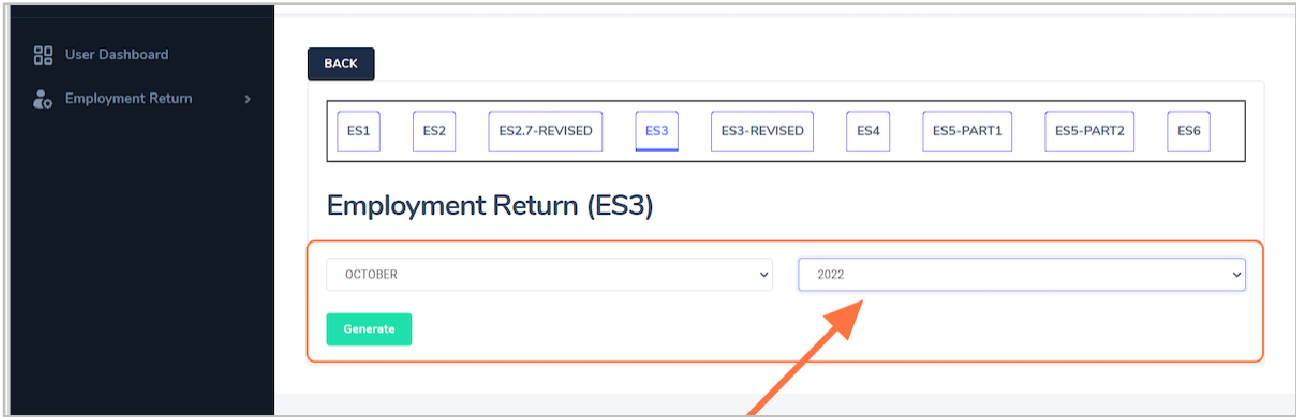 User Dashboard
Employment Return
BACK
ES1 ES2 ES2.7-REVISED ES3 ES3-REVISED ES4 ES5-PART1 ES5-PART2 ES6
Employment Return (ES3)
OCTOBER 2022
Generate